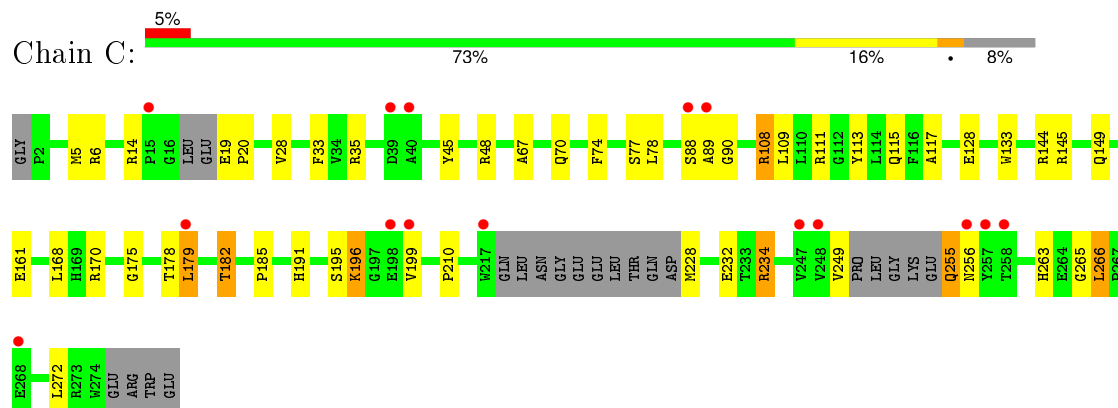 5%
Chain C:
73% 16% • 8%
GLY P2 M5 R6 R14 P15 G16 LEU GLU E19 P20 V28 F33 V34 R35 D39 A40 Y45 R48 A67 Q70 F74 S77 L78 S88 A89 G90 R108 L109 L110 R111 G112 Y113 L114 Q115 F116 A117 E128 W133 R144 R145 Q149
E161 L168 H169 R170 G175 T178 L179 T182 P185 H191 S195 K196 G197 E198 V199 P210 W217 GLN LEU ASN GLY GLU GLU LEU THR GLN ASP M228 E232 T233 R234 V247 V248 V249 PRO LEU GLY LYS GLU Q255 N256 Y257 T258 H263 E264 G265 L266 P267
E268 L272 R273 W274 GLU ARG TRP GLU